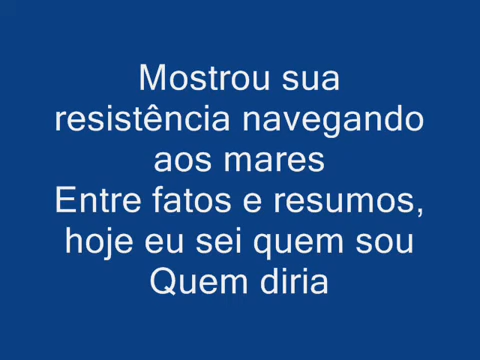 Mostrou sua
resistência navegando
aos mares
Entre fatos e resumos,
hoje eu sei quem sou
Quem diria